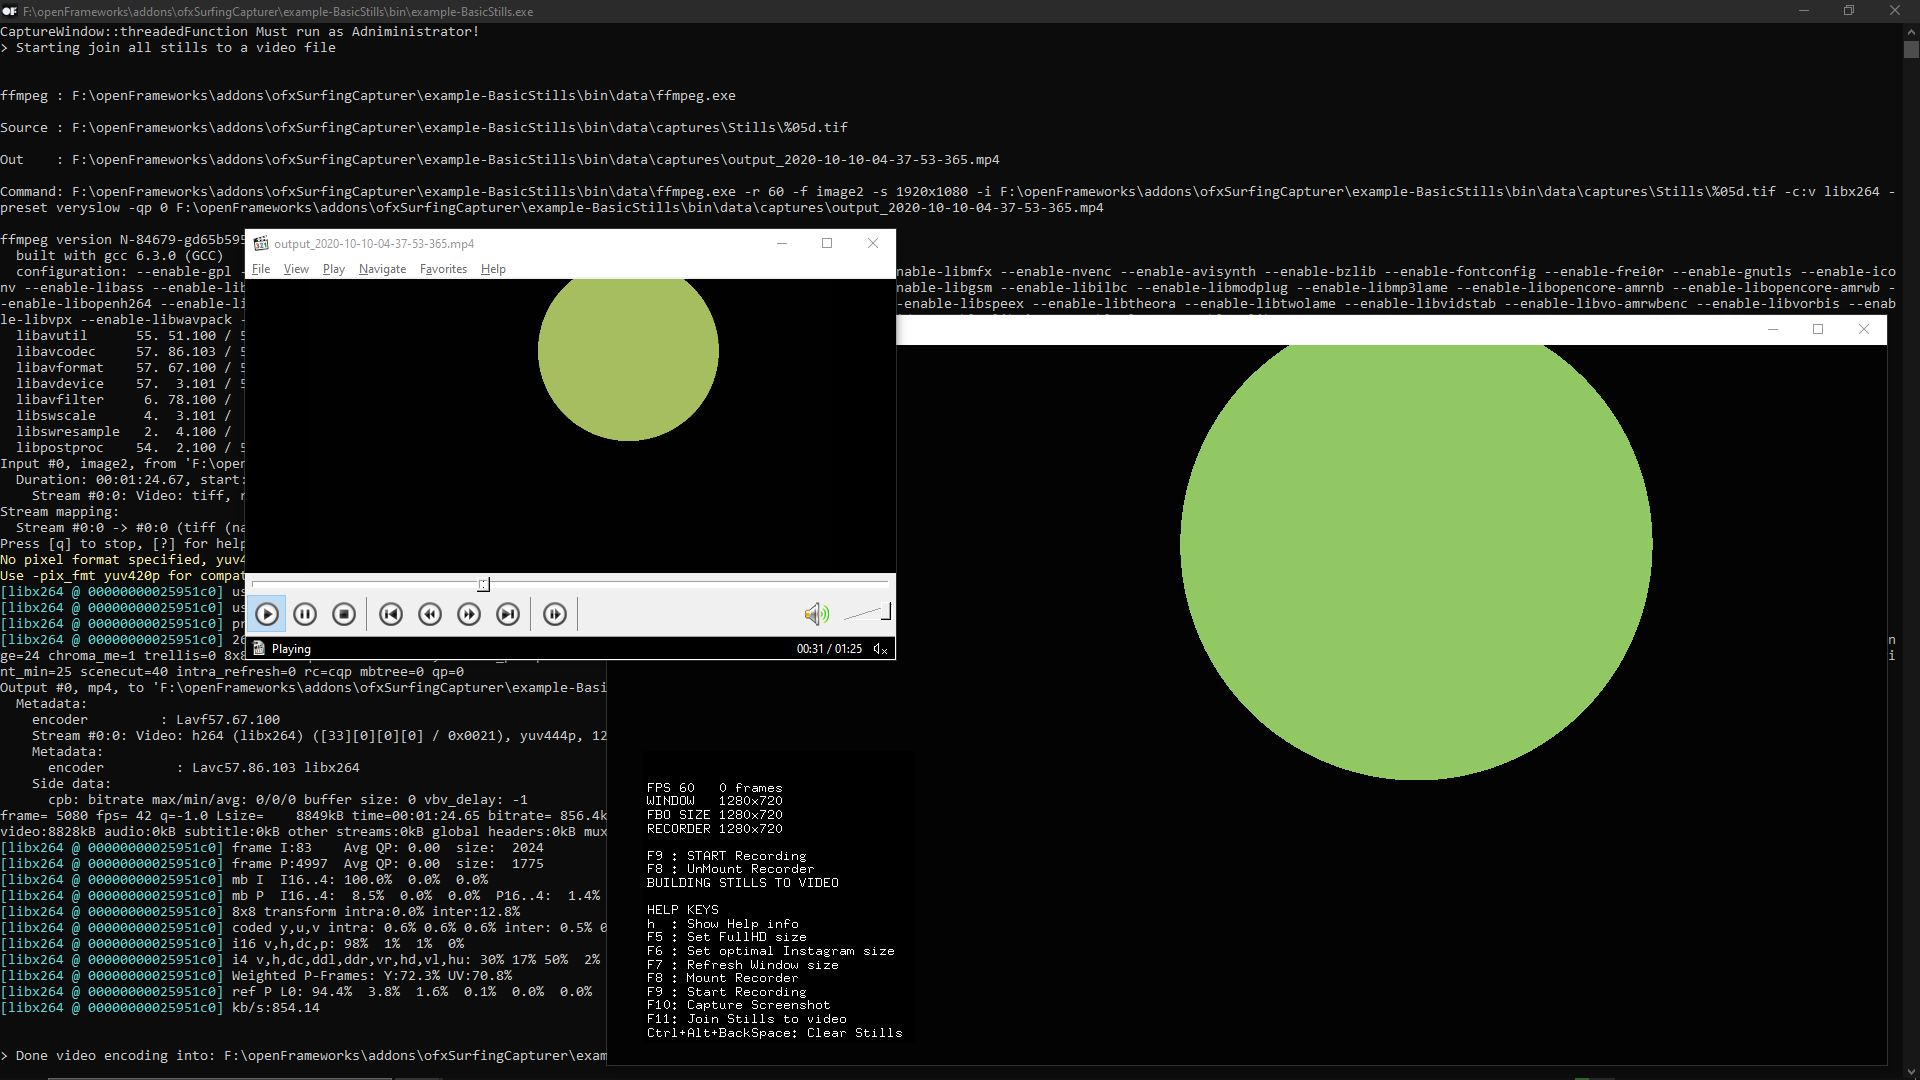 F:\openFrameworks\addons\ofxSurfingCapturer\example-BasicStills\bin\example-BasicStills.exe
CaptureWindow::threadedFunction Must run as Adniministrator!
> Starting join all stills to a video file
ffmpeg : F:\openFrameworks\addons\ofxSurfingCapturer\example-BasicStills\bin\data\ffmpeg.exe
Source : F:\openFrameworks\addons\ofxSurfingCapturer\example-BasicStills\bin\data\captures\Stills\%05d.tif
Out    : F:\openFrameworks\addons\ofxSurfingCapturer\example-BasicStills\bin\data\captures\output_2020-10-10-04-37-53-365.mp4
Command: F:\openFrameworks\addons\ofxSurfingCapturer\example-BasicStills\bin\data\ffmpeg.exe -r 60 -f image2 -s 1920x1080 -i F:\openFrameworks\addons\ofxSurfingCapturer\example-BasicStills\bin\data\captures\Stills\%05d.tif -c:v libx264 -
preset veryslow -qp 0 F:\openFrameworks\addons\ofxSurfingCapturer\example-BasicStills\bin\data\captures\output_2020-10-10-04-37-53-365.mp4
ffmpeg version N-84679-gd65b595
built with gcc 6.3.0 (GCC)
configuration: --enable-gpl - nable-libmfx --enable-nvenc --enable-avisynth --enable-bzlib --enable-fontconfig --enable-frei0r --enable-gnutls --enable-ico
nv --enable-libass --enable-lib enable-libgsm --enable-libilbc --enable-libmodplug --enable-libmp3lame --enable-libopencore-amrnb --enable-libopencore-amrwb -
-enable-libopenh264 --enable-li -enable-libspeex --enable-libtheora --enable-libtwolame --enable-libvidstab --enable-libvo-amrwbenc --enable-libvorbis --enab
le-libvpx --enable-libwavpack -
libavutil      55. 51.100 / 5
libavcodec     57. 86.103 / 5
libavformat    57. 67.100 / 5
libavdevice    57.  3.101 / 5
libavfilter     6. 78.100 /
libswscale      4.  3.101 /
libswresample   2.  4.100 /
libpostproc    54.  2.100 / 5
Input #0, image2, from 'F:\open
Duration: 00:01:24.67, start:
Stream #0:0: Video: tiff, r
Stream mapping:
Stream #0:0 -> #0:0 (tiff (na
Press [q] to stop, [?] for help
No pixel format specified, yuv4
Use -pix_fmt yuv420p for compat
[libx264 @ 00000000025951c0] us
[libx264 @ 00000000025951c0] us
[libx264 @ 00000000025951c0] pr
[libx264 @ 00000000025951c0] 26 n
ge=24 chroma_me=1 trellis=0 8x8 i
nt_min=25 scenecut=40 intra_refresh=0 rc=cqp mbtree=0 qp=0
Output #0, mp4, to 'F:\openFrameworks\addons\ofxSurfingCapturer\example-Basi
Metadata:
encoder         : Lavf57.67.100
Stream #0:0: Video: h264 (libx264) ([33][0][0][0] / 0x0021), yuv444p, 12
Metadata:
encoder         : Lavc57.86.103 libx264
Side data:
cpb: bitrate max/min/avg: 0/0/0 buffer size: 0 vbv_delay: -1
frame= 5080 fps= 42 q=-1.0 Lsize=    8849kB time=00:01:24.65 bitrate= 856.4k
video:8828kB audio:0kB subtitle:0kB other streams:0kB global headers:0kB mux
[libx264 @ 00000000025951c0] frame I:83    Avg QP: 0.00  size:  2024
[libx264 @ 00000000025951c0] frame P:4997  Avg QP: 0.00  size:  1775
[libx264 @ 00000000025951c0] mb I  I16..4: 100.0%  0.0%  0.0%
[libx264 @ 00000000025951c0] mb P  I16..4:  8.5%  0.0%  0.0%  P16..4:  1.4%
[libx264 @ 00000000025951c0] 8x8 transform intra:0.0% inter:12.8%
[libx264 @ 00000000025951c0] coded y,u,v intra: 0.6% 0.6% 0.6% inter: 0.5% 0
[libx264 @ 00000000025951c0] i16 v,h,dc,p: 98%  1%  1%  0%
[libx264 @ 00000000025951c0] i4 v,h,dc,ddl,ddr,vr,hd,vl,hu: 30% 17% 50%  2%
[libx264 @ 00000000025951c0] Weighted P-Frames: Y:72.3% UV:70.8%
[libx264 @ 00000000025951c0] ref P L0: 94.4%  3.8%  1.6%  0.1%  0.0%  0.0%
[libx264 @ 00000000025951c0] kb/s:854.14
> Done video encoding into: F:\openFrameworks\addons\ofxSurfingCapturer\exam
output_2020-10-10-04-37-53-365.mp4
File View Play Navigate Favorites Help
Playing 00:31 / 01:25
FPS 60   0 frames
WINDOW   1280x720
FBO SIZE 1280x720
RECORDER 1280x720
F9 : START Recording
F8 : UnMount Recorder
BUILDING STILLS TO VIDEO
HELP KEYS
h  : Show Help info
F5 : Set FullHD size
F6 : Set optimal Instagram size
F7 : Refresh Window size
F8 : Mount Recorder
F9 : Start Recording
F10: Capture Screenshot
F11: Join Stills to video
Ctrl+Alt+BackSpace: Clear Stills